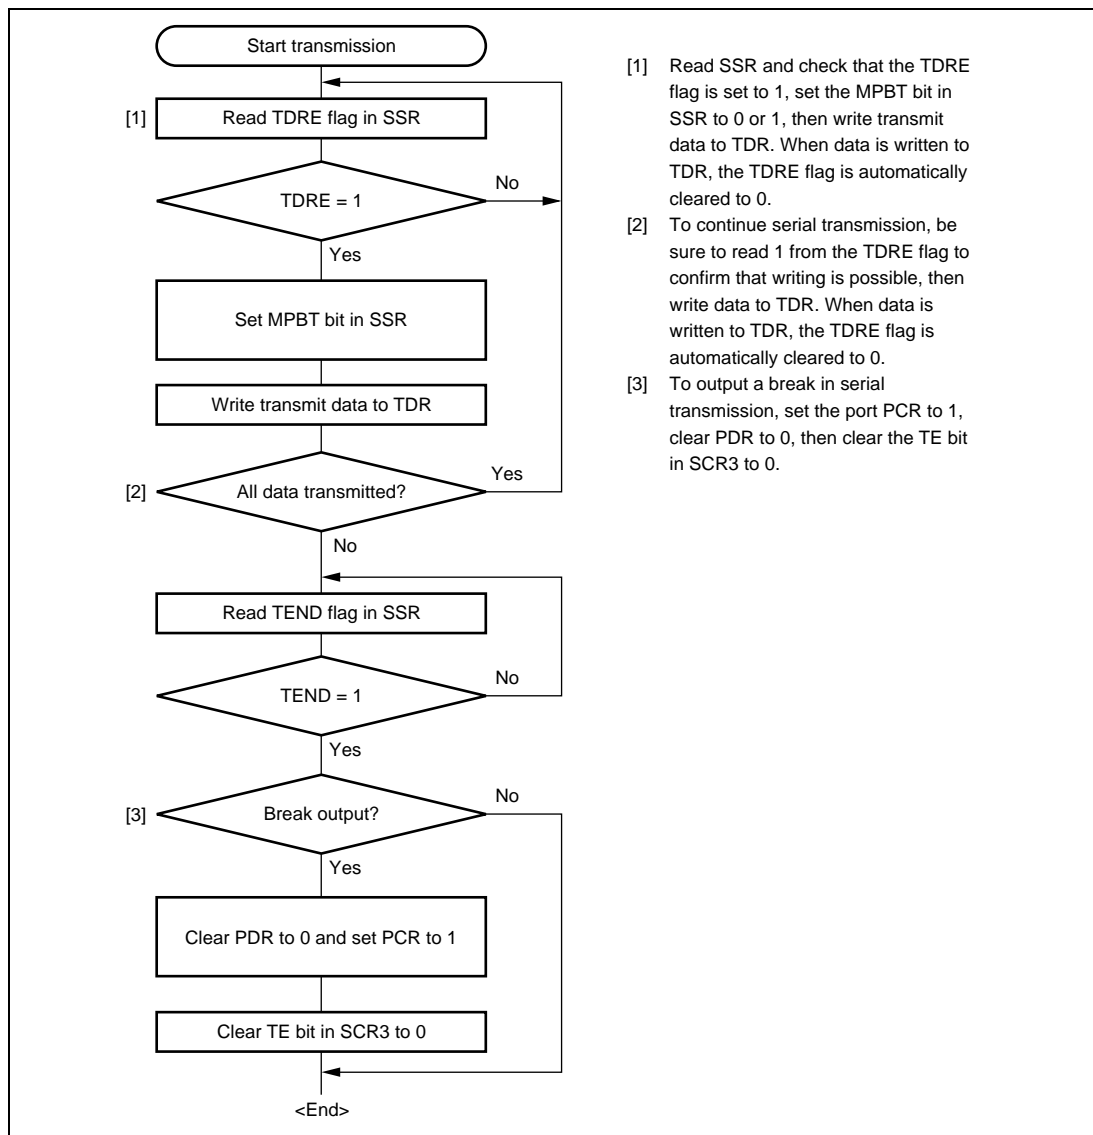 Start transmission
[1]
Read TDRE flag in SSR
No
TDRE = 1
Yes
Set MPBT bit in SSR
Write transmit data to TDR
Yes
[2]
All data transmitted?
No
Read TEND flag in SSR
No
TEND = 1
Yes
No
[3]
Break output?
Yes
Clear PDR to 0 and set PCR to 1
Clear TE bit in SCR3 to 0
<End>
[1] Read SSR and check that the TDRE
flag is set to 1, set the MPBT bit in
SSR to 0 or 1, then write transmit
data to TDR. When data is written to
TDR, the TDRE flag is automatically
cleared to 0.
[2] To continue serial transmission, be
sure to read 1 from the TDRE flag to
confirm that writing is possible, then
write data to TDR. When data is
written to TDR, the TDRE flag is
automatically cleared to 0.
[3] To output a break in serial
transmission, set the port PCR to 1,
clear PDR to 0, then clear the TE bit
in SCR3 to 0.